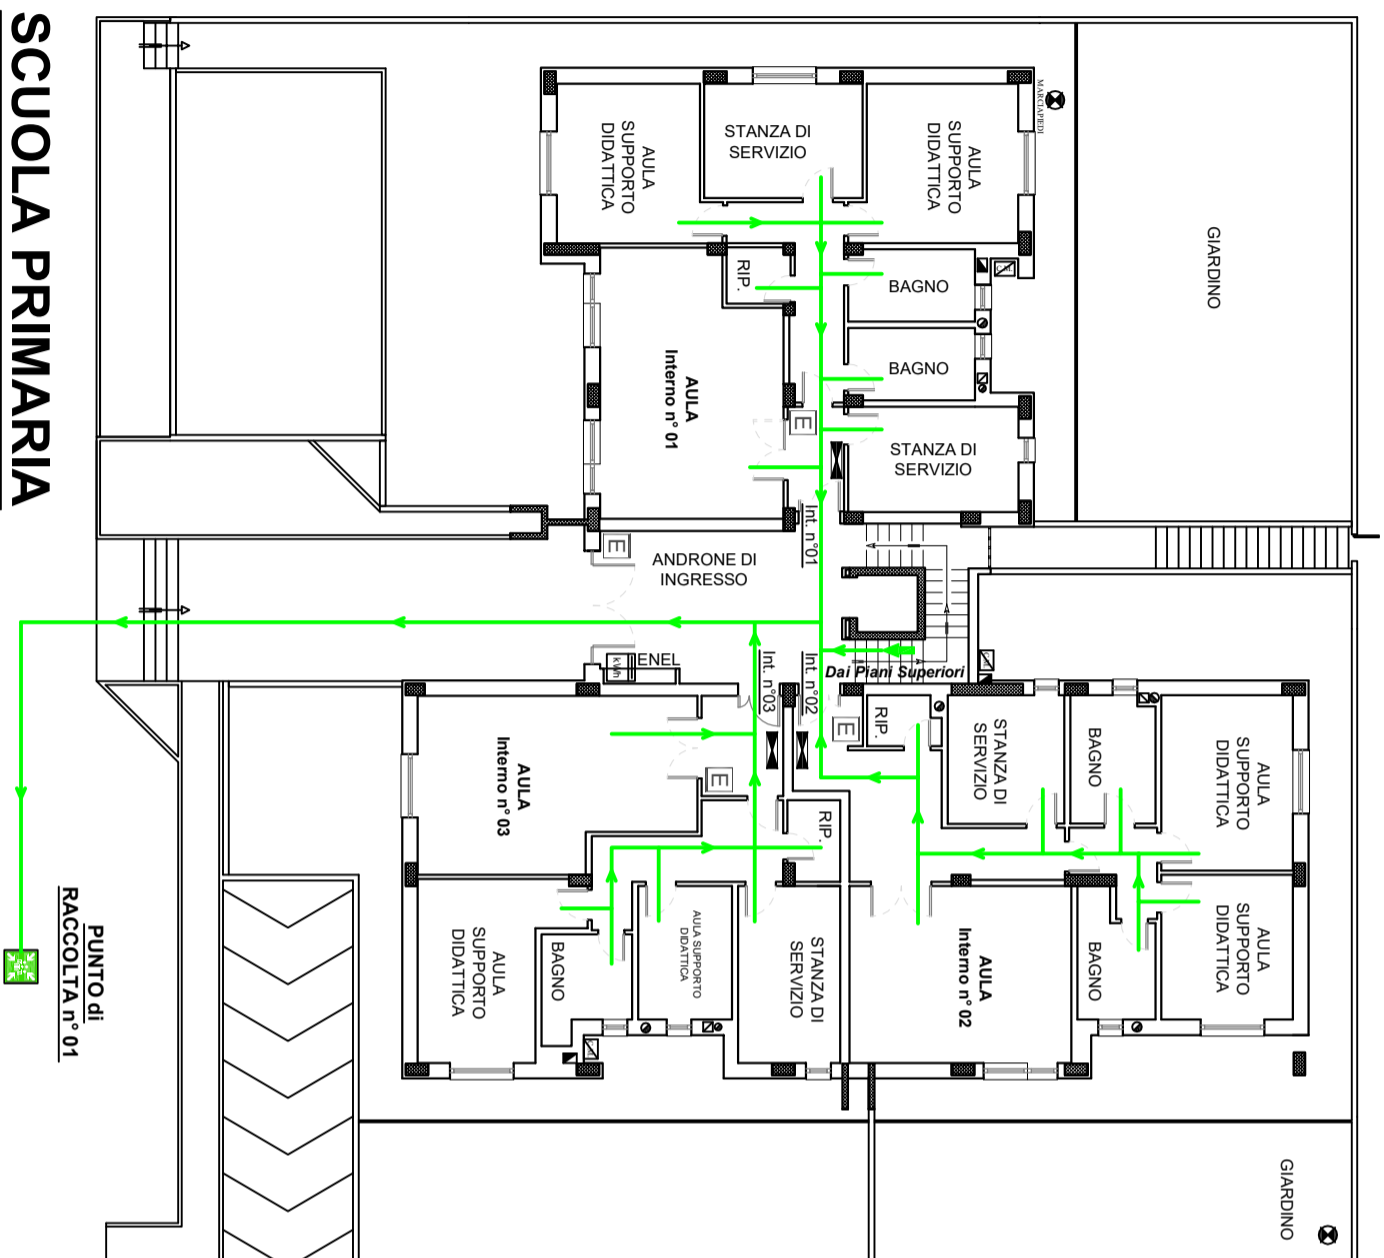 SCUOLA PRIMARIA
MARCIAPIEDI
GIARDINO
AULA
SUPPORTO
DIDATTICA
STANZA DI
SERVIZIO
AULA
SUPPORTO
DIDATTICA
RIP.
BAGNO
BAGNO
AULA
Interno n° 01
E
STANZA DI
SERVIZIO
Int. n°01
E
ANDRONE DI
INGRESSO
ENEL
kWh
Int. n°03
Int. n°02
Dai Piani Superiori
E
RIP.
STANZA DI
SERVIZIO
BAGNO
AULA
SUPPORTO
DIDATTICA
AULA
Interno n° 03
E
RIP.
AULA
SUPPORTO
DIDATTICA
BAGNO
AULA SUPPORTO
DIDATTICA
STANZA DI
SERVIZIO
AULA
Interno n° 02
BAGNO
AULA
SUPPORTO
DIDATTICA
PUNTO di
RACCOLTA n° 01
GIARDINO